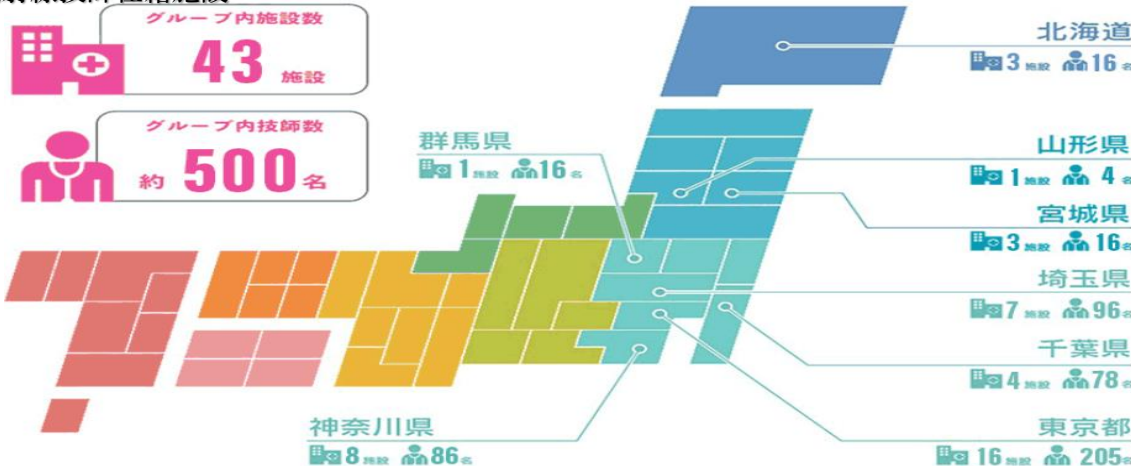 グループ内施設数
43 施設
グループ内技師数
約 500 名
北海道
3 施設 16 名
群馬県
1 施設 16 名
山形県
1 施設 4 名
宮城県
3 施設 16 名
埼玉県
7 施設 96 名
千葉県
4 施設 78 名
東京都
16 施設 205 名
神奈川県
8 施設 86 名